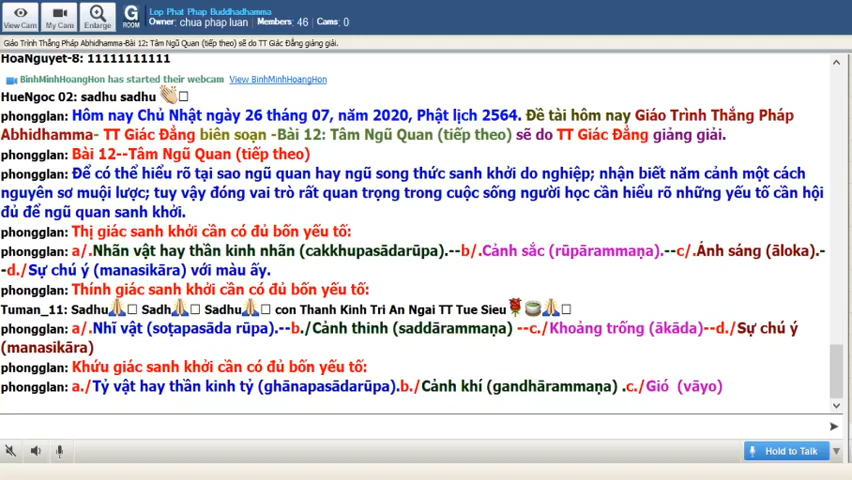 View Cam
My Cam
Enlarge
G
ROOM
Lop Phat Phap Buddhadhamma
Owner: chua phap luan Members: 46 Cams: 0
Giáo Trình Thắng Pháp Abhidhamma-Bài 12: Tâm Ngũ Quan (tiếp theo) sẽ do TT Giác Đẳng giảng giải.
HoaNguyet-8: 11111111111
BinhMinhHoangHon has started their webcam View BinhMinhHoangHon
HueNgoc 02: sadhu sadhu
phongglan: Hôm nay Chủ Nhật ngày 26 tháng 07, năm 2020, Phật lịch 2564. Đề tài hôm nay Giáo Trình Thắng Pháp
Abhidhamma- TT Giác Đẳng biên soạn -Bài 12: Tâm Ngũ Quan (tiếp theo) sẽ do TT Giác Đẳng giảng giải.
phongglan: Bài 12--Tâm Ngũ Quan (tiếp theo)
phongglan: Để có thể hiểu rõ tại sao ngũ quan hay ngũ song thức sanh khởi do nghiệp; nhận biết năm cảnh một cách
nguyên sơ muội lược; tuy vậy đóng vai trò rất quan trọng trong cuộc sống người học cần hiểu rõ những yếu tố cần hội
đủ để ngũ quan sanh khởi.
phongglan: Thị giác sanh khởi cần có đủ bốn yếu tố:
phongglan: a/.Nhãn vật hay thần kinh nhãn (cakkhupasādarūpa).--b/.Cảnh sắc (rūpārammaṇa).--c/.Ánh sáng (āloka).-
-d./Sự chú ý (manasikāra) với màu ấy.
phongglan: Thính giác sanh khởi cần có đủ bốn yếu tố:
Tuman_11: Sadhu Sadh Sadhu con Thanh Kinh Tri An Ngai TT Tue Sieu
phongglan: a/.Nhĩ vật (soṭapasāda rūpa).--b./Cảnh thinh (saddārammaṇa) --c./Khoảng trống (ākāda)--d./Sự chú ý
(manasikāra)
phongglan: Khứu giác sanh khởi cần có đủ bốn yếu tố:
phongglan: a./Tỷ vật hay thần kinh tỷ (ghānapasādarūpa).b./Cảnh khí (gandhārammaṇa) .c./Gió (vāyo)
Hold to Talk